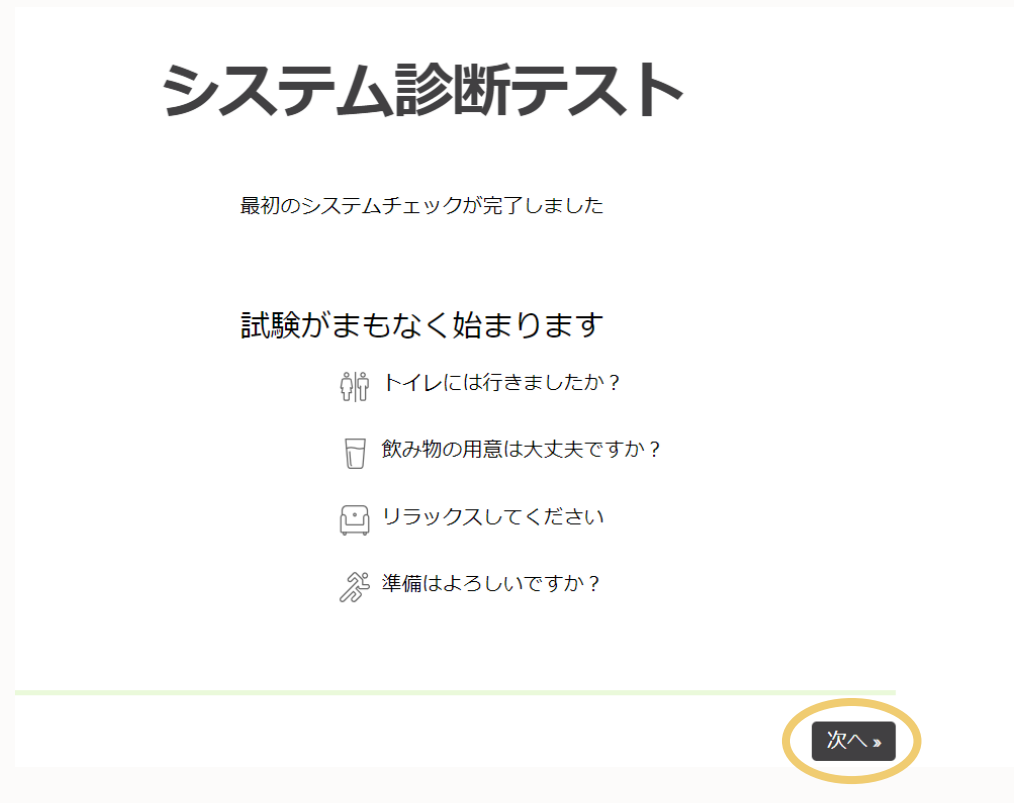 システム診断テスト
最初のシステムチェックが完了しました
試験がまもなく始まります
トイレには行きましたか？
飲み物の用意は大丈夫ですか？
リラックスしてください
準備はよろしいですか？
次へ »